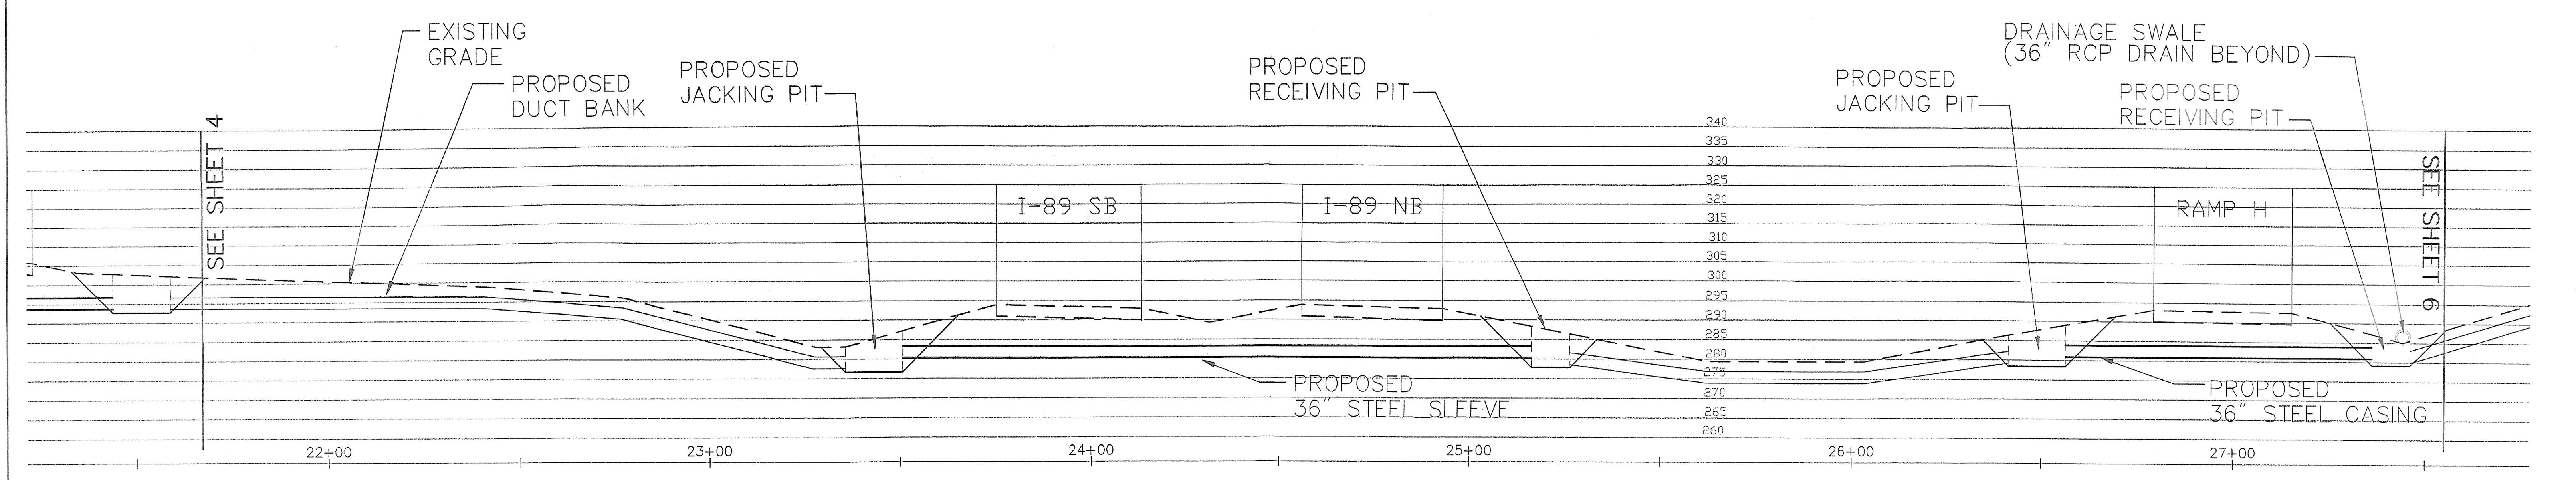 EXISTING
GRADE
PROPOSED
DUCT BANK
PROPOSED
JACKING PIT
PROPOSED
RECEIVING PIT
DRAINAGE SWALE
(36" RCP DRAIN BEYOND)
PROPOSED
JACKING PIT
PROPOSED
RECEIVING PIT
SEE SHEET 4
I-89 SB
I-89 NB
RAMP H
SEE SHEET 6
340
335
330
325
320
315
310
305
300
295
290
285
280
275
270
265
260
PROPOSED
36" STEEL SLEEVE
PROPOSED
36" STEEL CASING
22+00
23+00
24+00
25+00
26+00
27+00